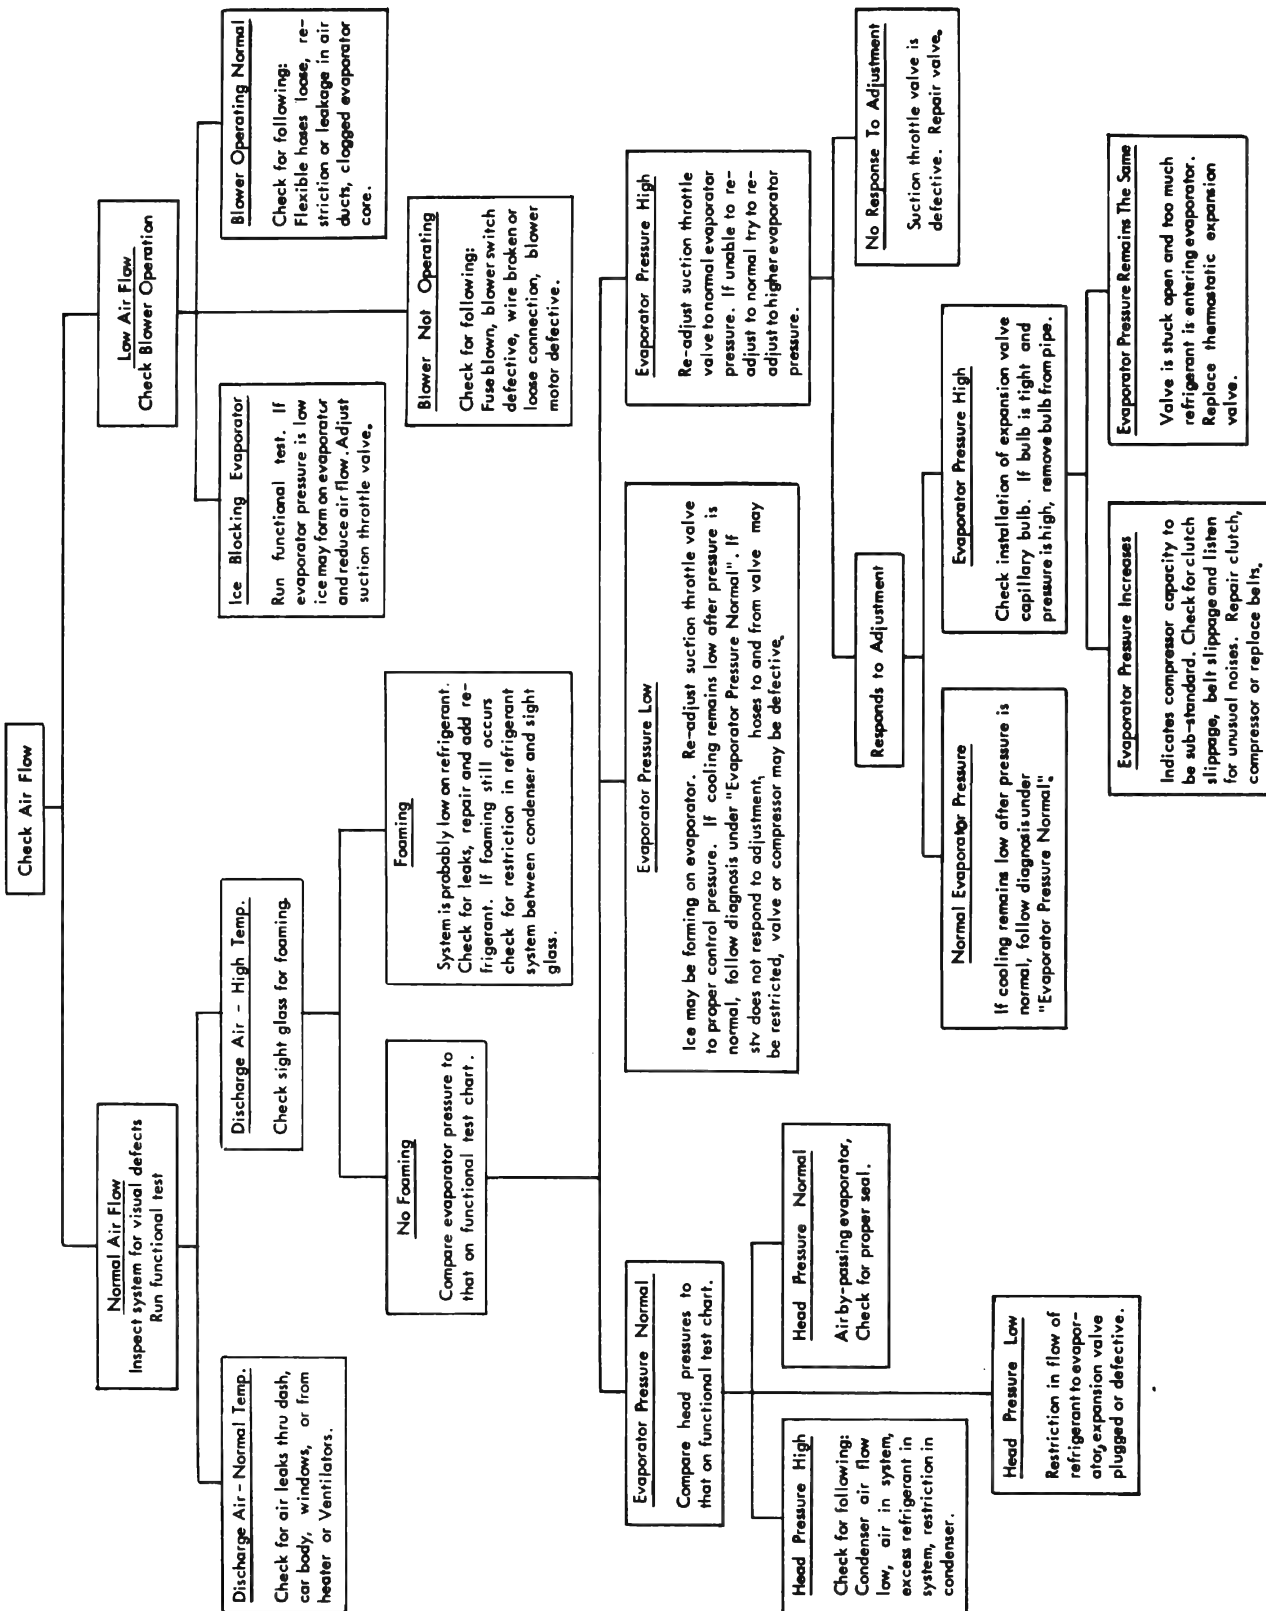 Check Air Flow
Normal Air Flow
Inspect system for visual defects
Run functional test
Low Air Flow
Check Blower Operation
Discharge Air - Normal Temp.
Check for air leaks thru dash,
car body, windows, or from
heater or Ventilators.
Discharge Air - High Temp.
Check sight glass for foaming.
Ice Blocking Evaporator
Run functional test. If
evaporator pressure is low
ice may form on evaporator
and reduce air flow. Adjust
suction throttle valve.
Blower Operating Normal
Check for following:
Flexible hoses loose, re-
striction or leakage in air
ducts, clogged evaporator
core.
No Foaming
Compare evaporator pressure to
that on functional test chart.
Foaming
System is probably low on refrigerant.
Check for leaks, repair and add re-
frigerant. If foaming still occurs
check for restriction in refrigerant
system between condenser and sight
glass.
Blower Not Operating
Check for following:
Fuse blown, blower switch
defective, wire broken or
loose connection, blower
motor defective.
Evaporator Pressure Normal
Compare head pressures to
that on functional test chart.
Evaporator Pressure Low
Ice may be forming on evaporator. Re-adjust suction throttle valve
to proper control pressure. If cooling remains low after pressure is
normal, follow diagnosis under "Evaporator Pressure Normal". If
stv does not respond to adjustment, hoses to and from valve may
be restricted, valve or compressor may be defective.
Evaporator Pressure High
Re-adjust suction throttle
valve to normal evaporator
pressure. If unable to re-
adjust to normal try to re-
adjust to higher evaporator
pressure.
Head Pressure High
Check for following:
Condenser air flow
low, air in system,
excess refrigerant in
system, restriction in
condenser.
Head Pressure Normal
Air by-passing evaporator,
Check for proper seal.
Responds to Adjustment
No Response To Adjustment
Suction throttle valve is
defective. Repair valve.
Head Pressure Low
Restriction in flow of
refrigerant to evapor-
ator, expansion valve
plugged or defective.
Normal Evaporator Pressure
If cooling remains low after pressure is
normal, follow diagnosis under
"Evaporator Pressure Normal".
Evaporator Pressure High
Check installation of expansion valve
capillary bulb. If bulb is tight and
pressure is high, remove bulb from pipe.
Evaporator Pressure Increases
Indicates compressor capacity to
be sub-standard. Check for clutch
slippage, belt slippage and listen
for unusual noises. Repair clutch,
compressor or replace belts.
Evaporator Pressure Remains The Same
Valve is stuck open and too much
refrigerant is entering evaporator.
Replace thermostatic expansion
valve.